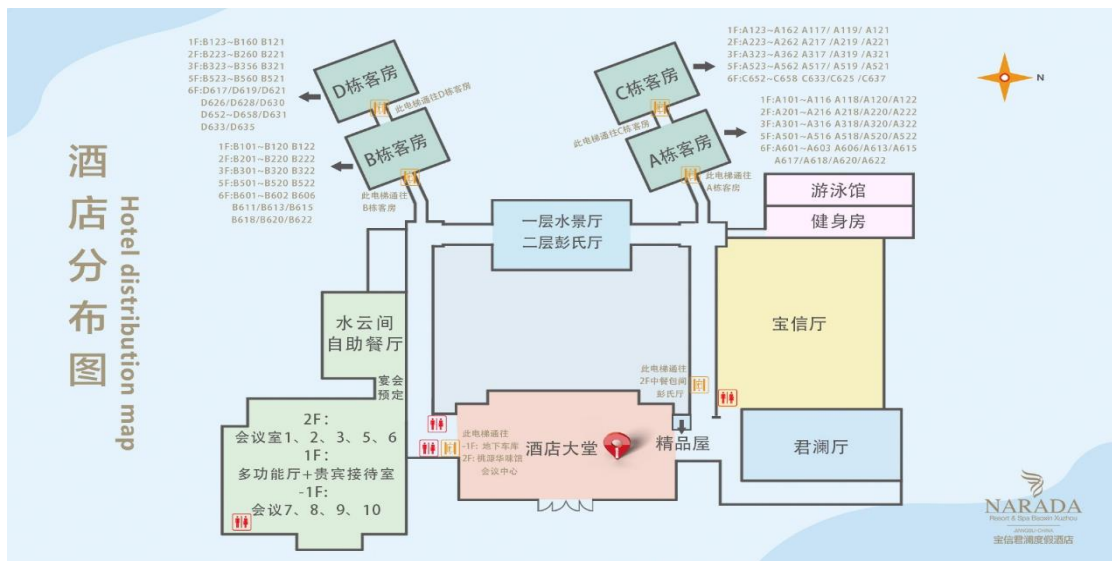 酒店分布图
Hotel distribution map
1F:B123~B160 B121
2F:B223~B260 B221
3F:B323~B356 B321
5F:B523~B560 B521
6F:D617/D619/D621
D626/D628/D630
D652~D658/D631
D633/D635
D栋客房
此电梯通往D栋客房
1F:B101~B120 B122
2F:B201~B220 B222
3F:B301~B320 B322
5F:B501~B520 B522
6F:B601~B602 B606
B611/B613/B615
B618/B620/B622
B栋客房
此电梯通往
B栋客房
1F:A123~A162 A117/ A119/ A121
2F:A223~A262 A217 /A219 /A221
3F:A323~A362 A317 /A319/ A321
5F:A523~A562 A517/ A519 /A521
6F:C652~C658 C633/C625 /C637
C栋客房
此电梯通往C栋客房
1F:A101~A116 A118/A120/A122
2F:A201~A216 A218/A220/A222
3F:A301~A316 A318/A320/A322
5F:A501~A516 A518/A520/A522
6F:A601~A603 A606/A613/A615
A617/A618/A620/A622
A栋客房
此电梯通往
A栋客房
N
游泳馆
健身房
一层水景厅
二层彭氏厅
宝信厅
水云间
自助餐厅
宴会
预定
此电梯通往
2F中餐包间
彭氏厅
2F:
会议室1、2、3、5、6
1F:
多功能厅+贵宾接待室
-1F:
会议7、8、9、10
此电梯通往
-1F: 地下车库
2F: 桃源华味馆
会议中心
酒店大堂
精品屋
君澜厅
NARADA
Resort & Spa Baoxin Xuzhou
JIANGSU·CHINA
宝信君澜度假酒店